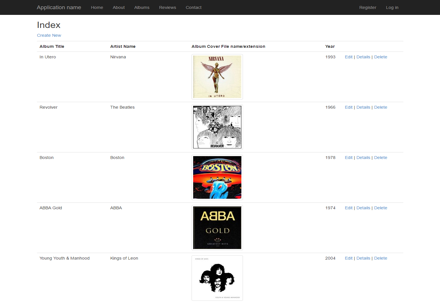 Application name Home About Albums Reviews Contact Register Log in
Index
Create New
Album Title Artist Name Album Cover File name/extension Year
In Utero Nirvana 1993 Edit | Details | Delete
NIRVANA
IN UTERO
Revolver The Beatles 1966 Edit | Details | Delete
Boston Boston 1976 Edit | Details | Delete
BOSTON
ABBA Gold ABBA 1974 Edit | Details | Delete
ABBA
GOLD
Young Youth & Manhood Kings of Leon 2004 Edit | Details | Delete